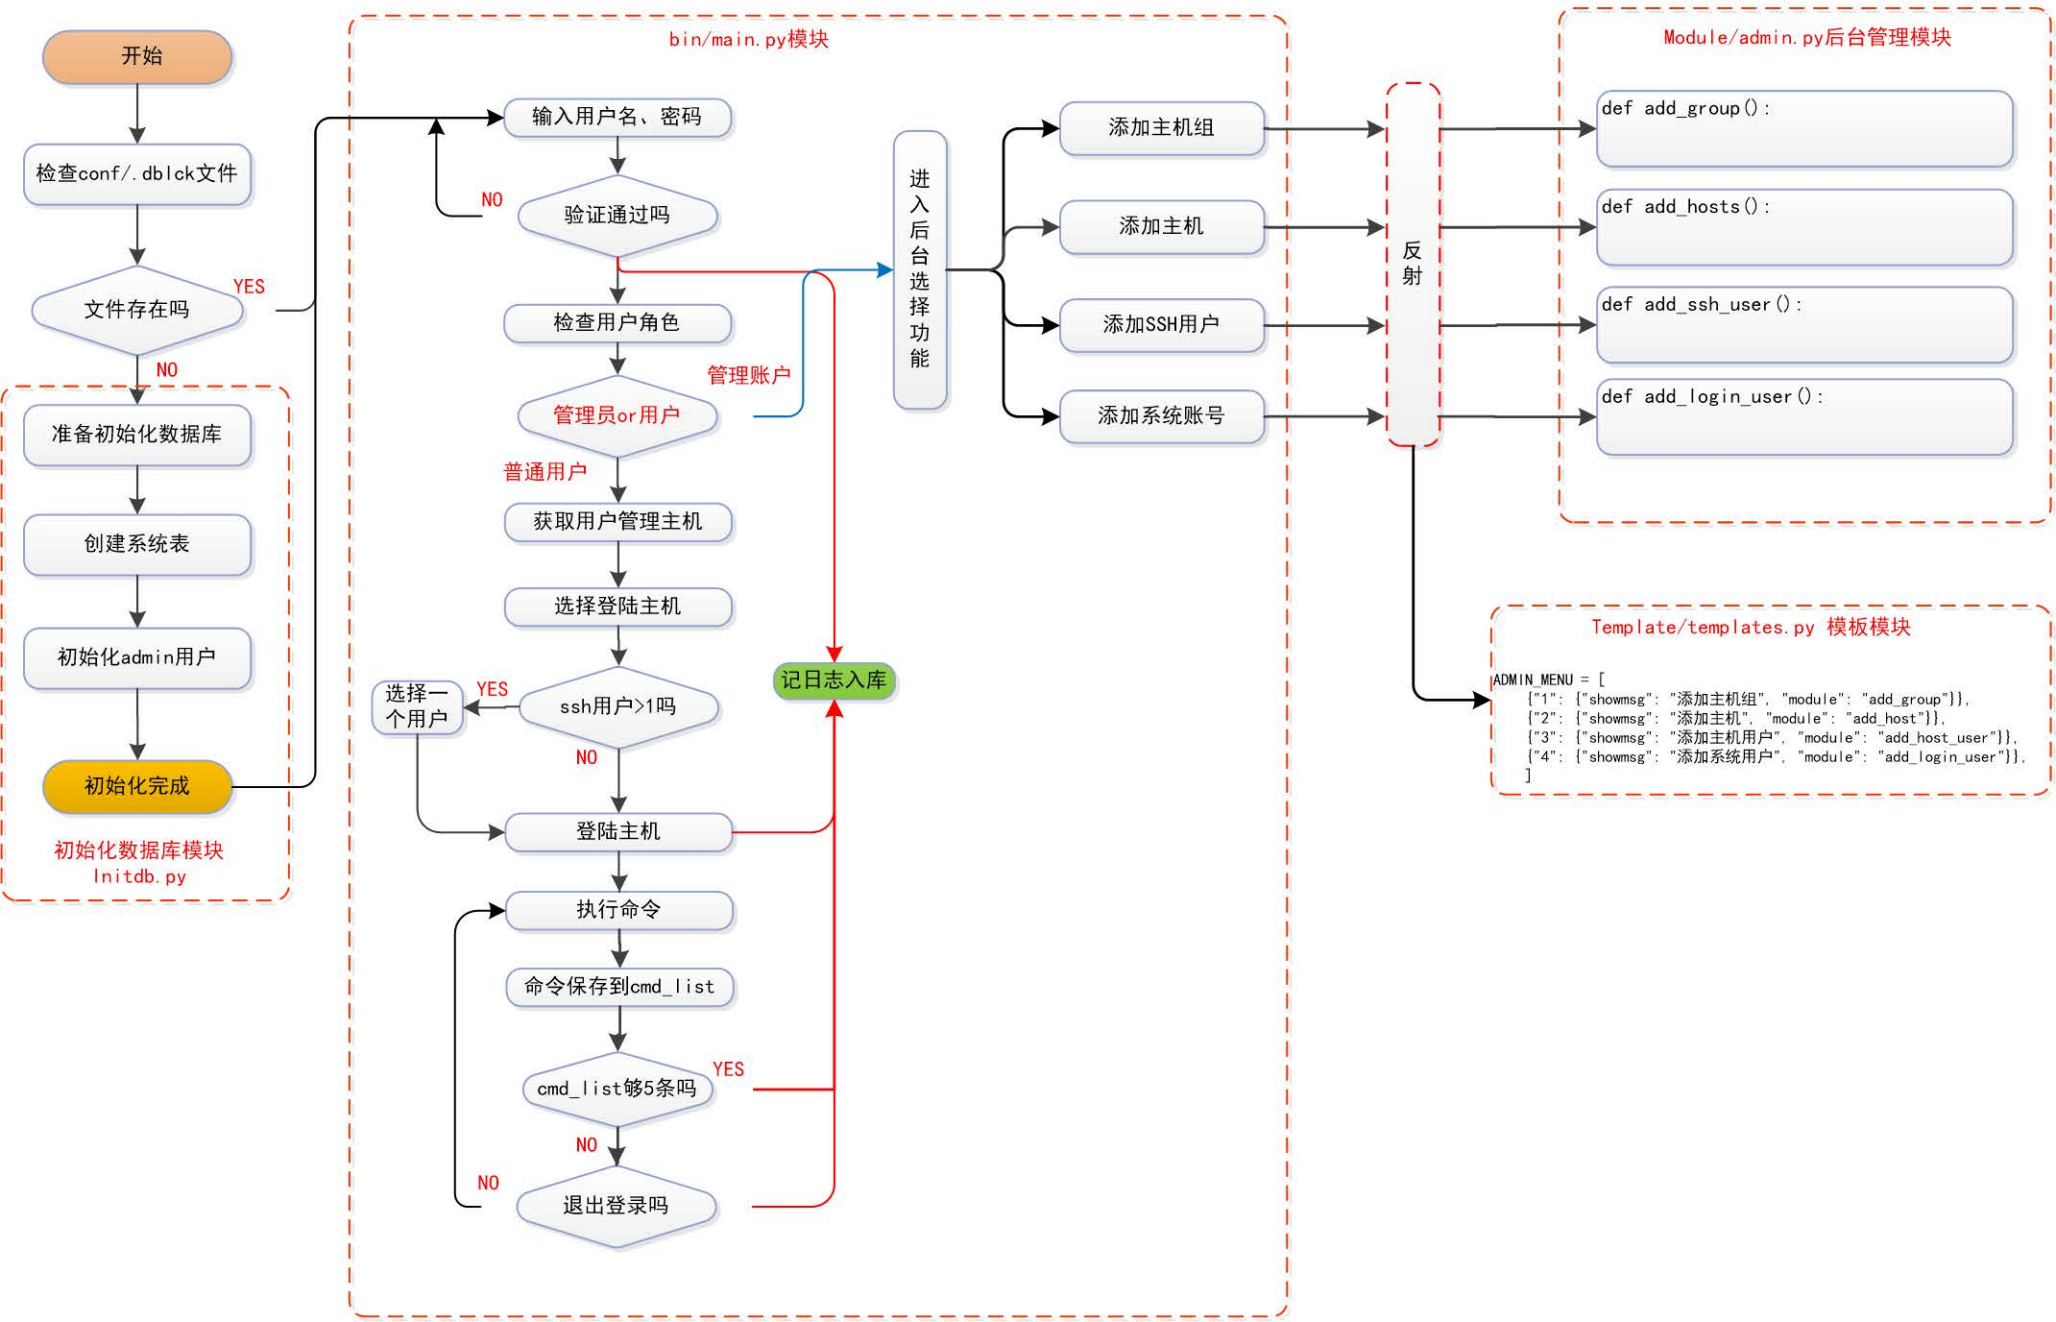 开始
检查conf/.dblck文件
文件存在吗
YES
NO
准备初始化数据库
创建系统表
初始化admin用户
初始化完成
初始化数据库模块
Initdb.py
bin/main.py模块
输入用户名、密码
验证通过吗
NO
检查用户角色
管理员or用户
管理账户
普通用户
获取用户管理主机
选择登陆主机
ssh用户>1吗
YES
选择一
个用户
NO
登陆主机
执行命令
命令保存到cmd_list
cmd_list够5条吗
YES
NO
退出登录吗
NO
记日志入库
进入后台选择功能
添加主机组
添加主机
添加SSH用户
添加系统账号
反射
Module/admin.py后台管理模块
def add_group():
def add_hosts():
def add_ssh_user():
def add_login_user():
Template/templates.py 模板模块
ADMIN_MENU = [
{"1": {"showmsg": "添加主机组", "module": "add_group"}},
{"2": {"showmsg": "添加主机", "module": "add_host"}},
{"3": {"showmsg": "添加主机用户", "module": "add_host_user"}},
{"4": {"showmsg": "添加系统用户", "module": "add_login_user"}},
]